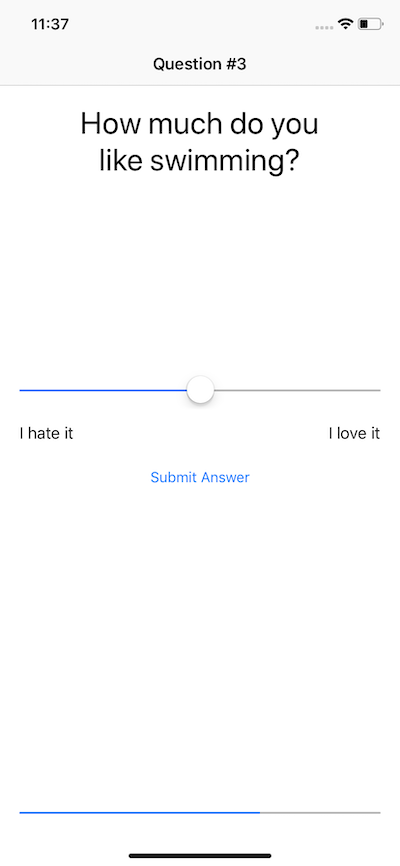 11:37
Question #3
How much do you
like swimming?
I hate it
I love it
Submit Answer